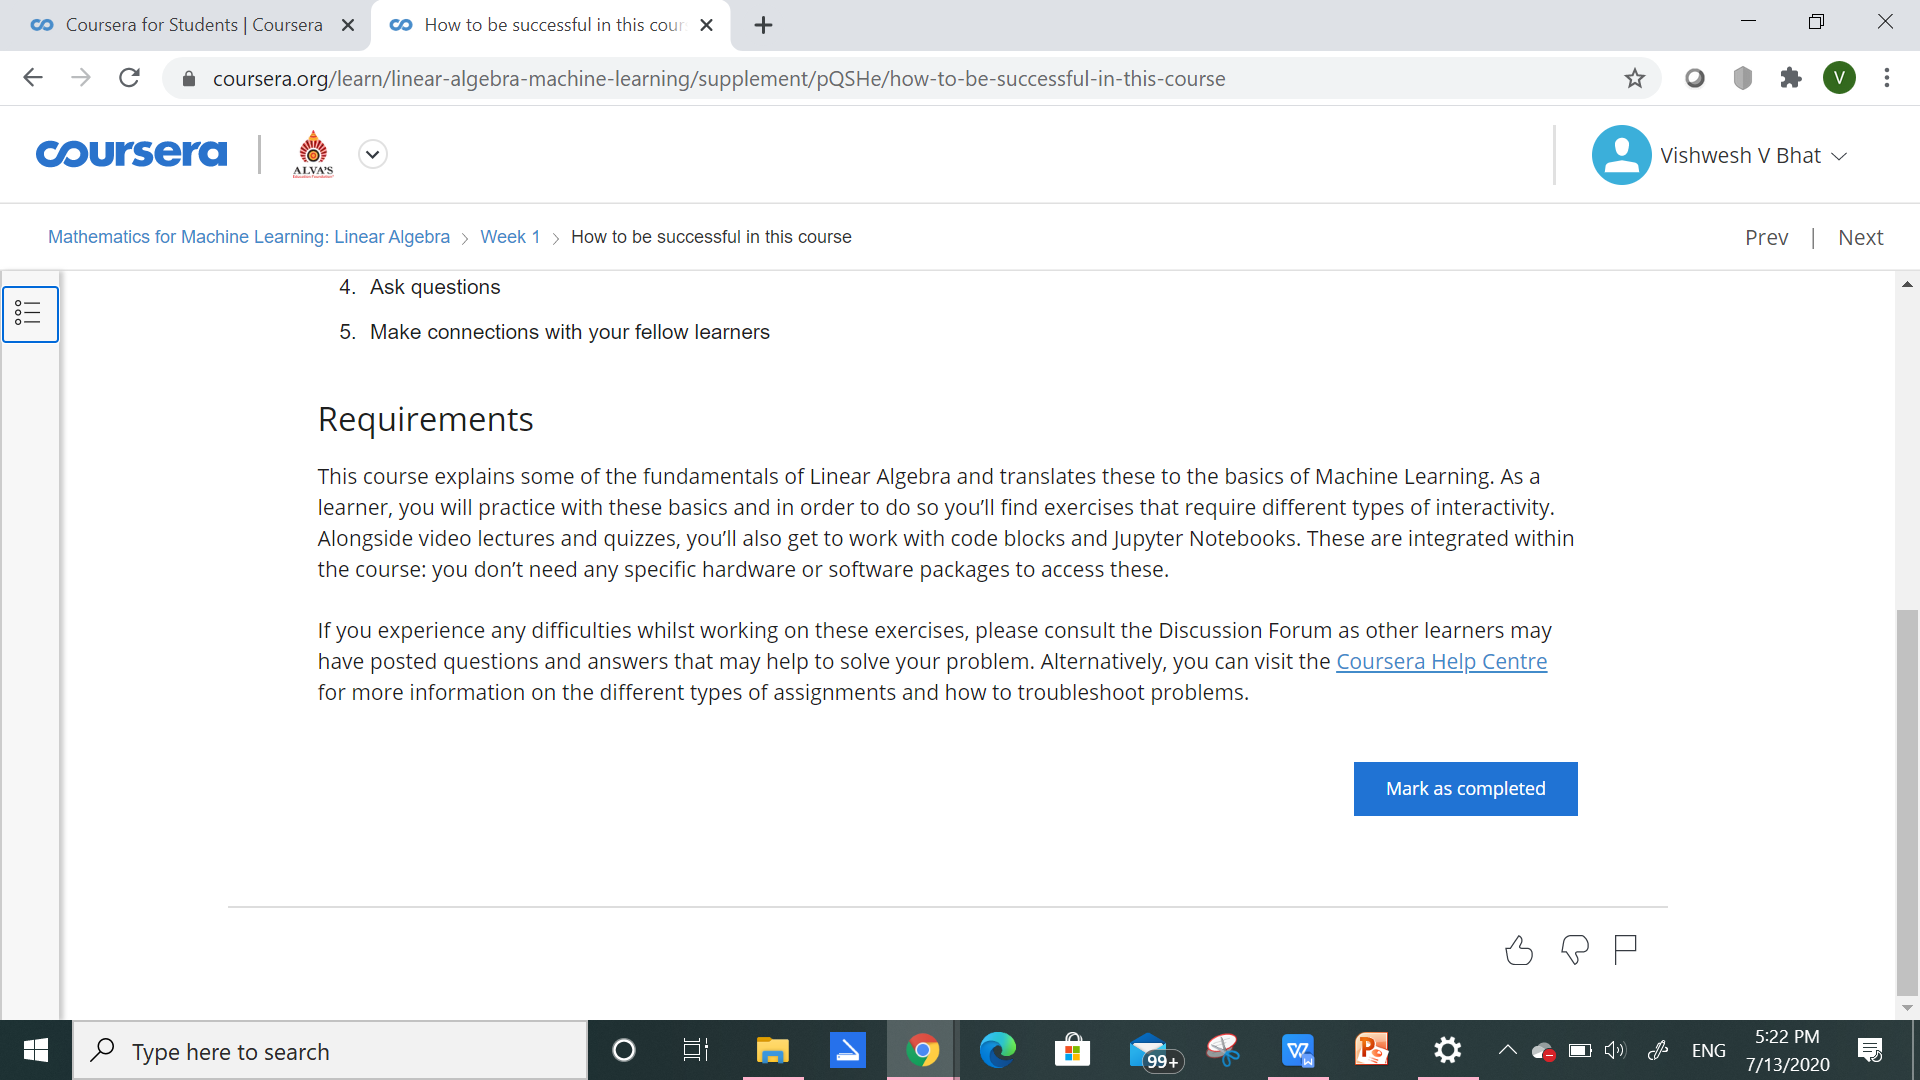 Coursera for Students | Coursera
How to be successful in this cour
coursera.org/learn/linear-algebra-machine-learning/supplement/pQSHe/how-to-be-successful-in-this-course
V
coursera
ALVA'S
Vishwesh V Bhat
Mathematics for Machine Learning: Linear Algebra > Week 1 > How to be successful in this course
Prev | Next
4. Ask questions
5. Make connections with your fellow learners
Requirements
This course explains some of the fundamentals of Linear Algebra and translates these to the basics of Machine Learning. As a
learner, you will practice with these basics and in order to do so you’ll find exercises that require different types of interactivity.
Alongside video lectures and quizzes, you’ll also get to work with code blocks and Jupyter Notebooks. These are integrated within
the course: you don’t need any specific hardware or software packages to access these.
If you experience any difficulties whilst working on these exercises, please consult the Discussion Forum as other learners may
have posted questions and answers that may help to solve your problem. Alternatively, you can visit the Coursera Help Centre
for more information on the different types of assignments and how to troubleshoot problems.
Mark as completed
Type here to search
99+
ENG
5:22 PM
7/13/2020